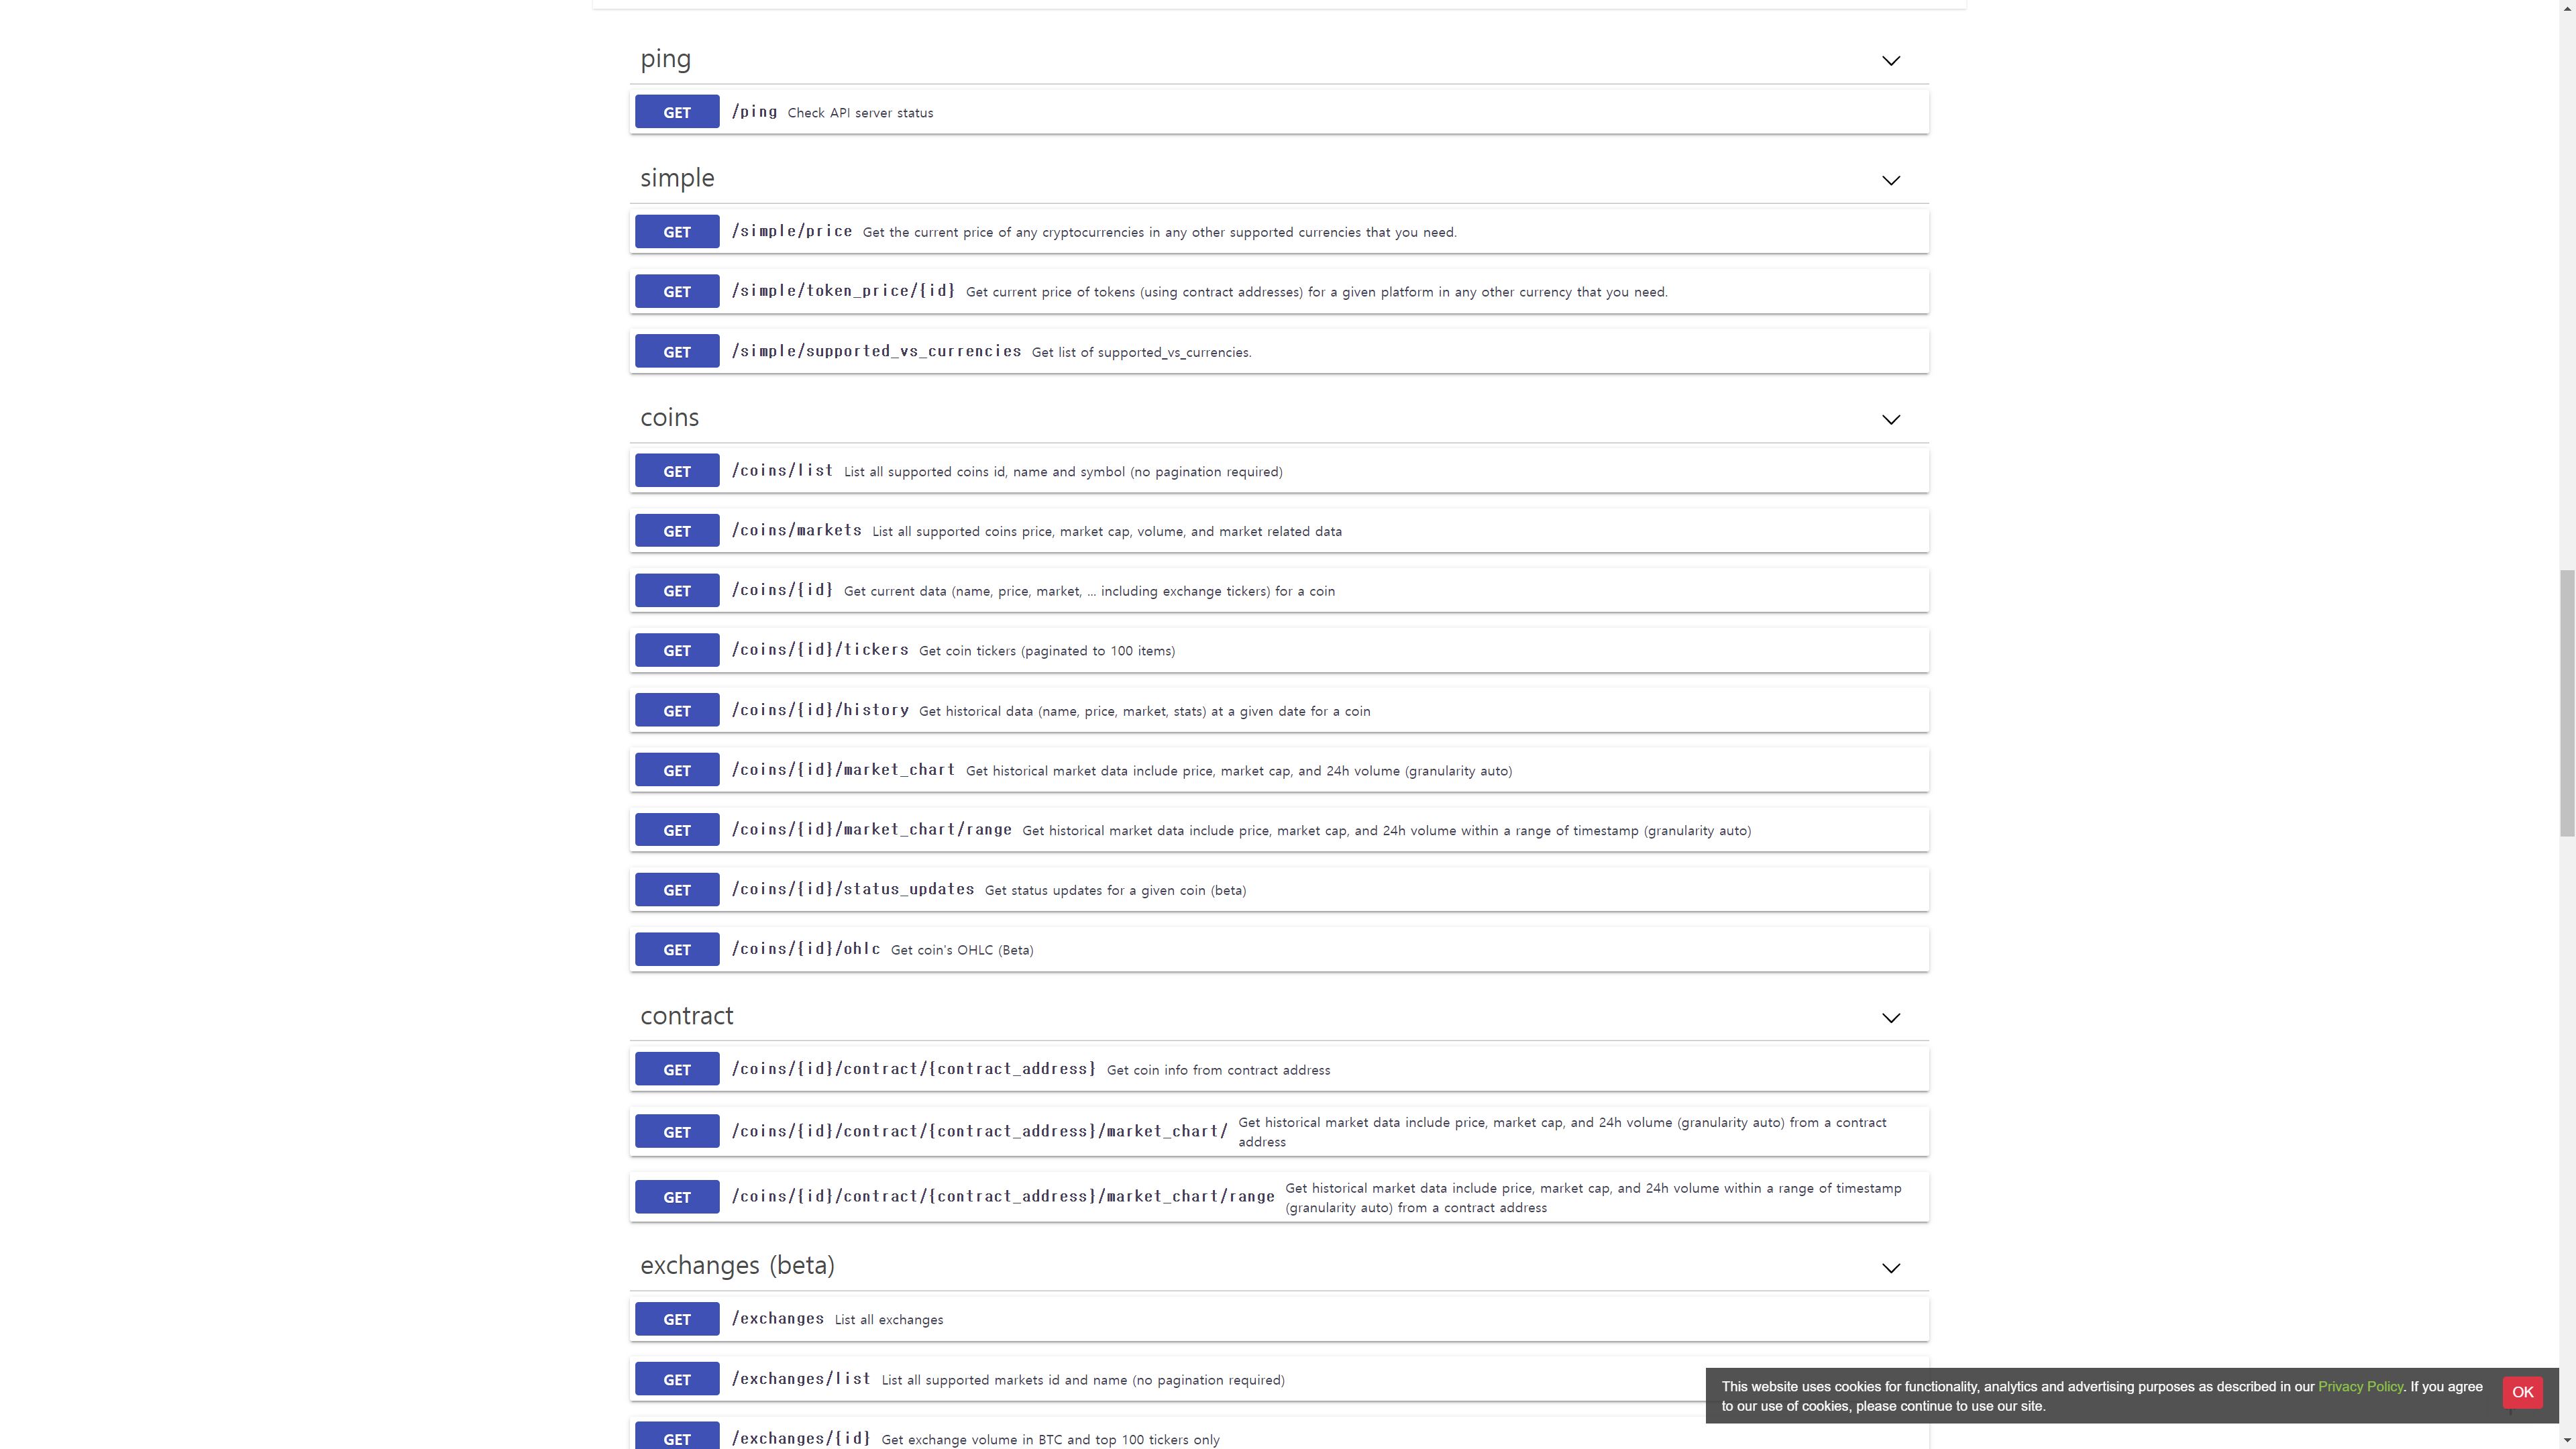 ping
GET /ping Check API server status
simple
GET /simple/price Get the current price of any cryptocurrencies in any other supported currencies that you need.
GET /simple/token_price/{id} Get current price of tokens (using contract addresses) for a given platform in any other currency that you need.
GET /simple/supported_vs_currencies Get list of supported_vs_currencies.
coins
GET /coins/list List all supported coins id, name and symbol (no pagination required)
GET /coins/markets List all supported coins price, market cap, volume, and market related data
GET /coins/{id} Get current data (name, price, market, ... including exchange tickers) for a coin
GET /coins/{id}/tickers Get coin tickers (paginated to 100 items)
GET /coins/{id}/history Get historical data (name, price, market, stats) at a given date for a coin
GET /coins/{id}/market_chart Get historical market data include price, market cap, and 24h volume (granularity auto)
GET /coins/{id}/market_chart/range Get historical market data include price, market cap, and 24h volume within a range of timestamp (granularity auto)
GET /coins/{id}/status_updates Get status updates for a given coin (beta)
GET /coins/{id}/ohlc Get coin's OHLC (Beta)
contract
GET /coins/{id}/contract/{contract_address} Get coin info from contract address
GET /coins/{id}/contract/{contract_address}/market_chart/ Get historical market data include price, market cap, and 24h volume (granularity auto) from a contract
address
GET /coins/{id}/contract/{contract_address}/market_chart/range Get historical market data include price, market cap, and 24h volume within a range of timestamp
(granularity auto) from a contract address
exchanges (beta)
GET /exchanges List all exchanges
GET /exchanges/list List all supported markets id and name (no pagination required)
GET /exchanges/{id} Get exchange volume in BTC and top 100 tickers only
This website uses cookies for functionality, analytics and advertising purposes as described in our Privacy Policy. If you agree
to our use of cookies, please continue to use our site.
OK